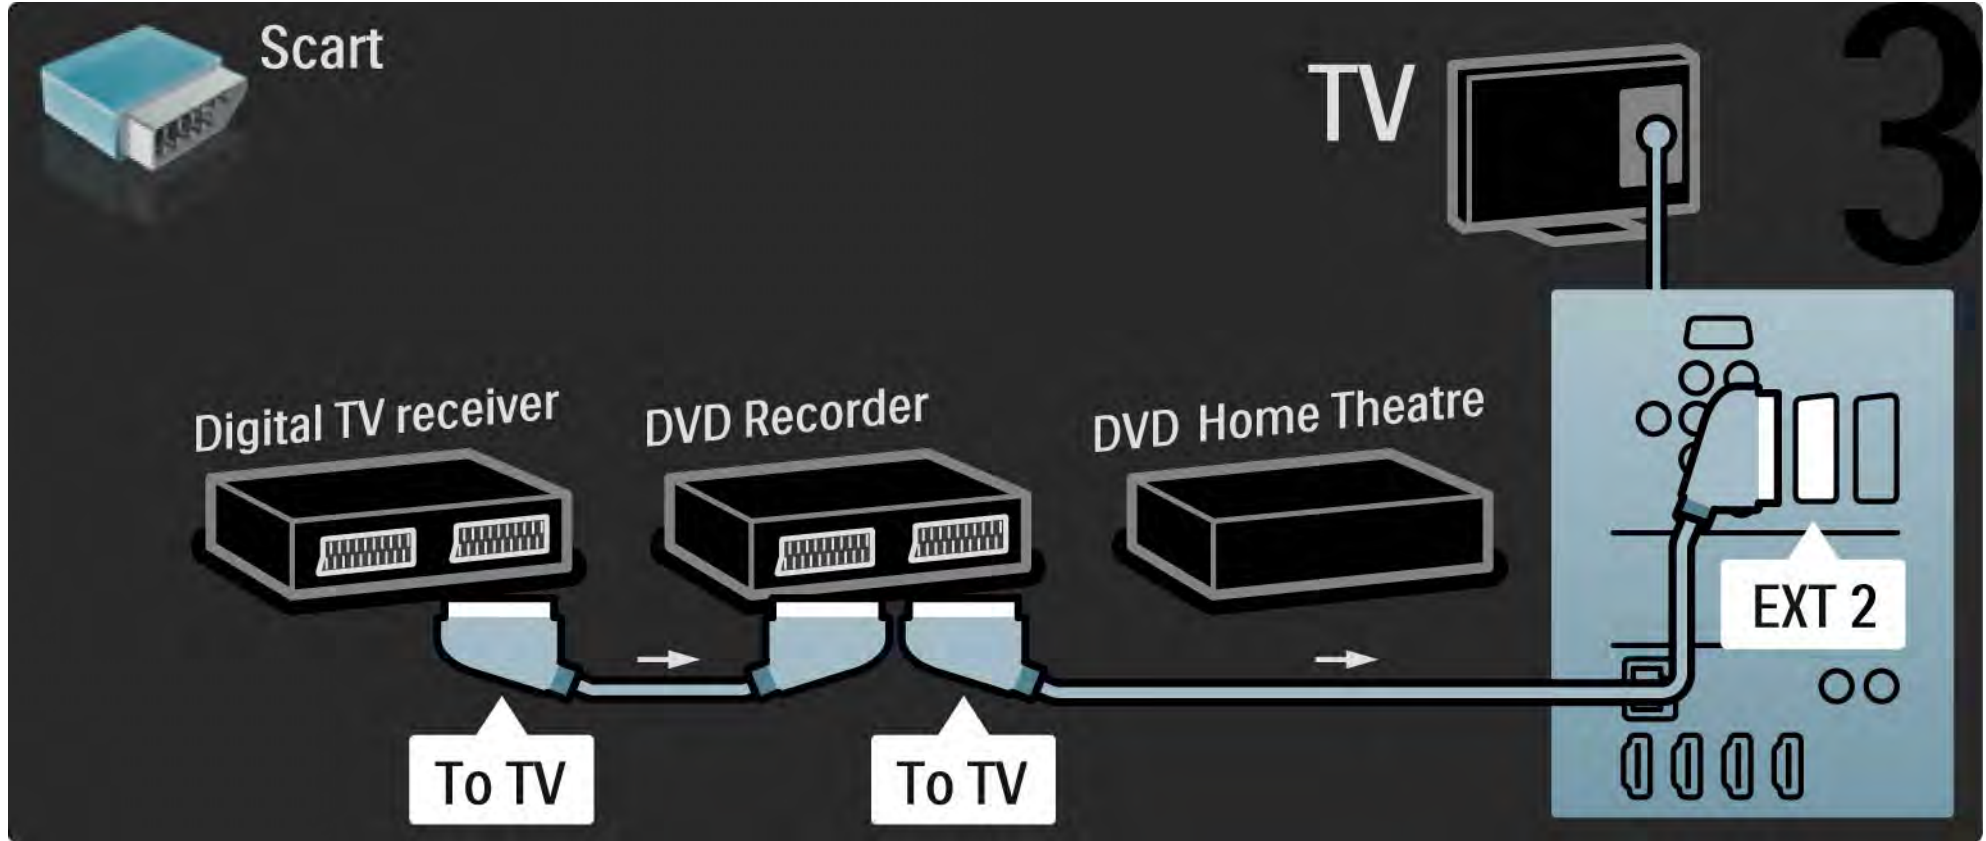 Scart
TV
3
Digital TV receiver
DVD Recorder
DVD Home Theatre
EXT 2
To TV
To TV